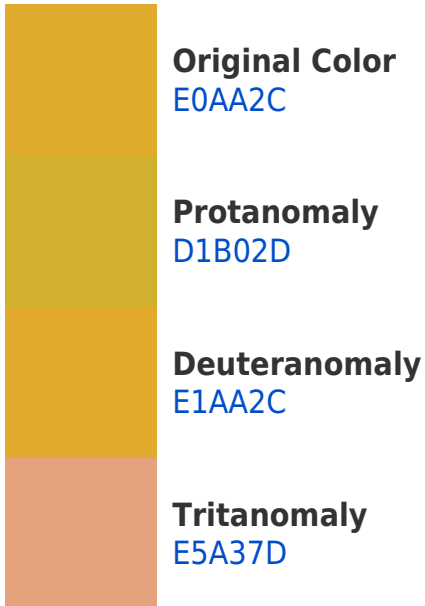 Original Color
E0AA2C
Protanomaly
D1B02D
Deuteranomaly
E1AA2C
Tritanomaly
E5A37D